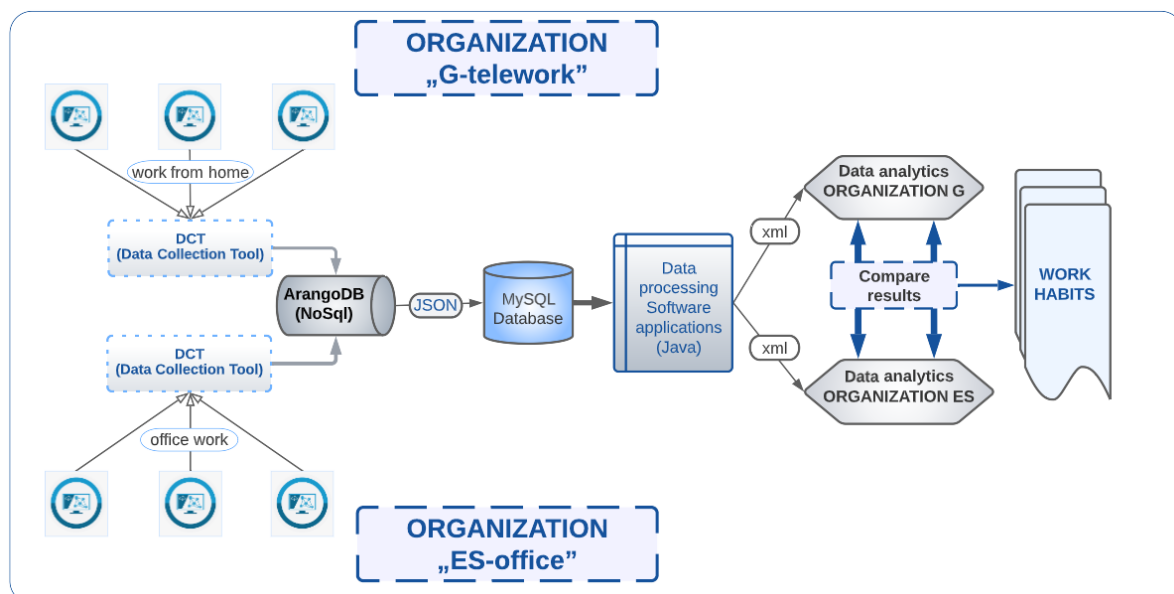 ORGANIZATION
„G-telework”
work from home
DCT
(Data Collection Tool)
ArangoDB
(NoSql)
JSON
MySQL
Database
Data
processing
Software
applications
(Java)
xml
xml
Data analytics
ORGANIZATION G
Compare
results
Data analytics
ORGANIZATION ES
WORK
HABITS
DCT
(Data Collection Tool)
office work
ORGANIZATION
„ES-office”